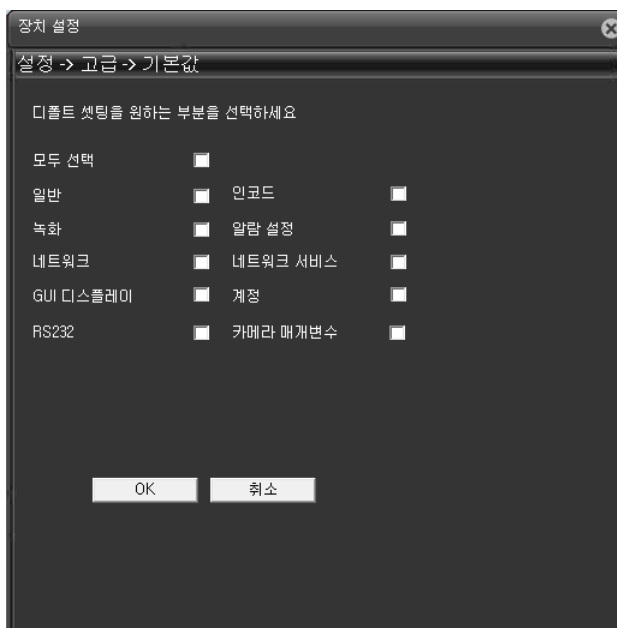 장치 설정
설정 -> 고급 -> 기본값
디폴트 셋팅을 원하는 부분을 선택하세요
모두 선택
일반 인코드
녹화 알람 설정
네트워크 네트워크 서비스
GUI 디스플레이 계정
RS232 카메라 매개변수
OK 취소